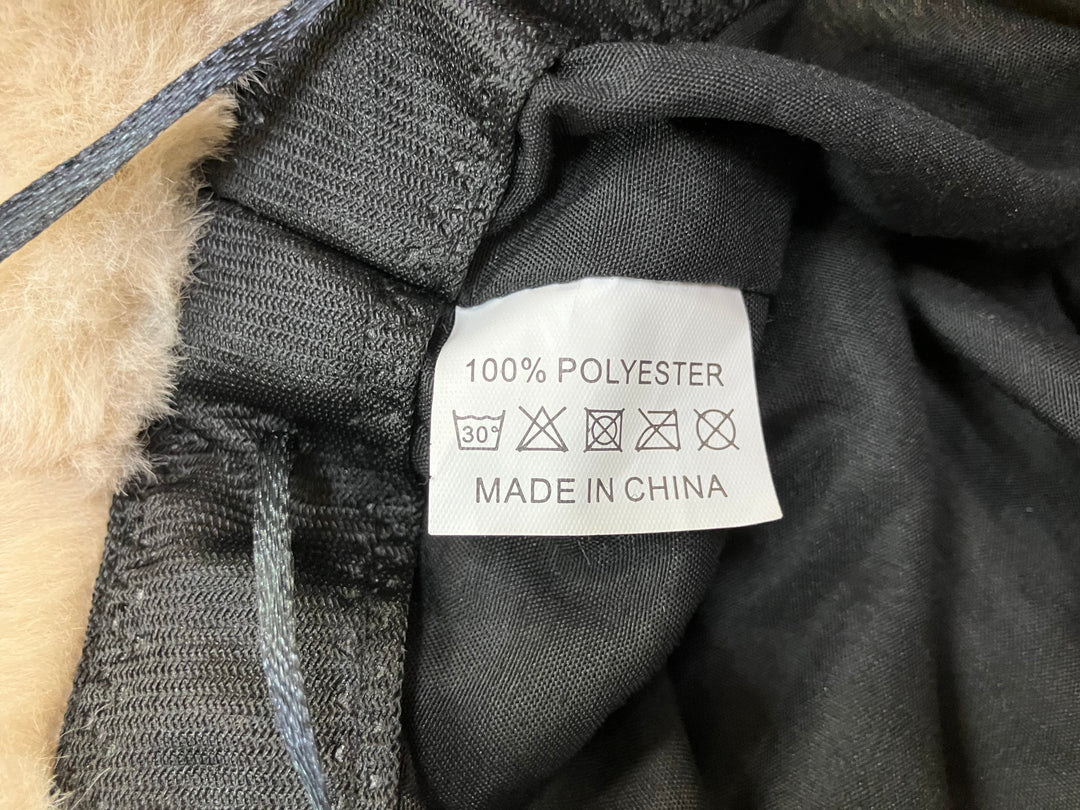 100% POLYESTER
30°
MADE IN CHINA